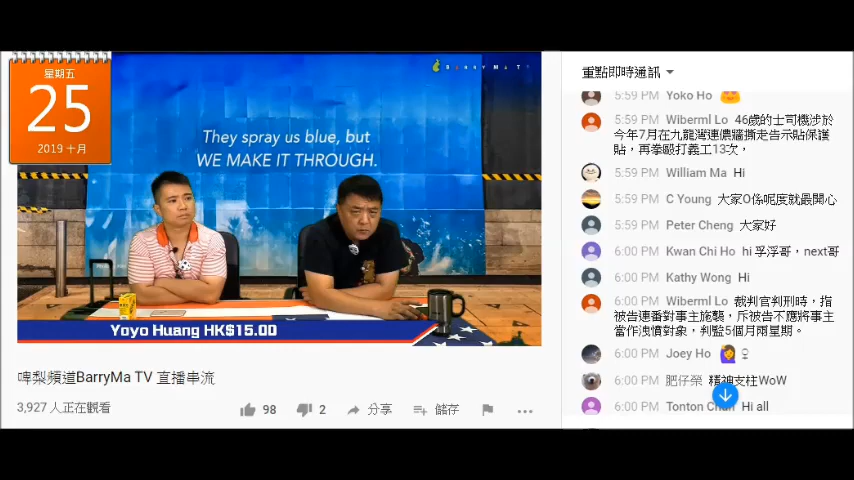 星期五
25
2019 十月
BARRYMA TV
They spray us blue, but
WE MAKE IT THROUGH.
Yoyo Huang HK$15.00
啤梨頻道BarryMa TV 直播串流
3,927 人正在觀看
98
2
分享
儲存
重點即時通訊
5:59 PM Yoko Ho
5:59 PM Wiberml Lo 46歲的士司機涉於
今年7月在九龍灣連儂牆撕走告示貼保護
貼，再拳毆打義工13次，
5:59 PM William Ma Hi
5:59 PM C Young 大家O係呢度就最開心
5:59 PM Peter Cheng 大家好
6:00 PM Kwan Chi Ho hi 孚浮哥，next哥
6:00 PM Kathy Wong Hi
6:00 PM Wiberml Lo 裁判官判刑時，指
被告連番對事主施襲，斥被告不應將事主
當作洩憤對象，判監5個月兩星期。
6:00 PM Joey Ho
6:00 PM 肥仔榮 精神支柱WoW
6:00 PM Tonton Hi all